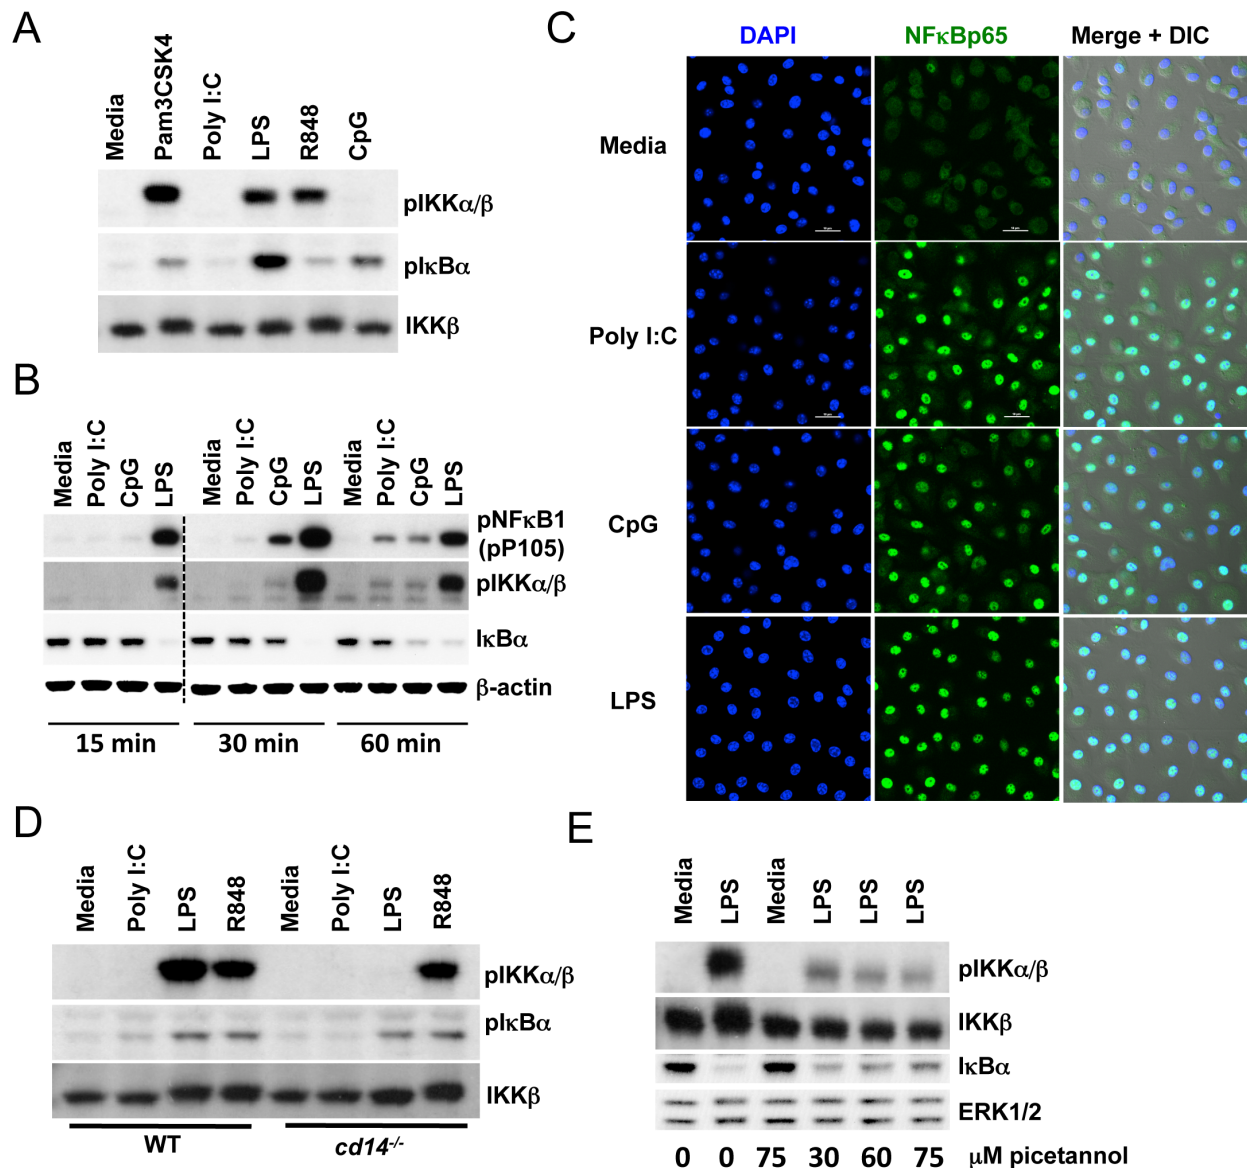 A
Media
Pam3CSK4
Poly I:C
LPS
R848
CpG
pIKKα/β
pIκBα
IKKβ
B
Media
Poly I:C
CpG
LPS
Media
Poly I:C
CpG
LPS
Media
Poly I:C
CpG
LPS
pNFκB1
(pP105)
pIKKα/β
IκBα
β-actin
15 min
30 min
60 min
C
DAPI
NFκBp65
Merge + DIC
Media
Poly I:C
CpG
LPS
D
Media
Poly I:C
LPS
R848
Media
Poly I:C
LPS
R848
pIKKα/β
pIκBα
IKKβ
WT
cd14-/-
E
Media
LPS
Media
LPS
LPS
LPS
pIKKα/β
IKKβ
IκBα
ERK1/2
0 0 75 30 60 75 μM picetannol